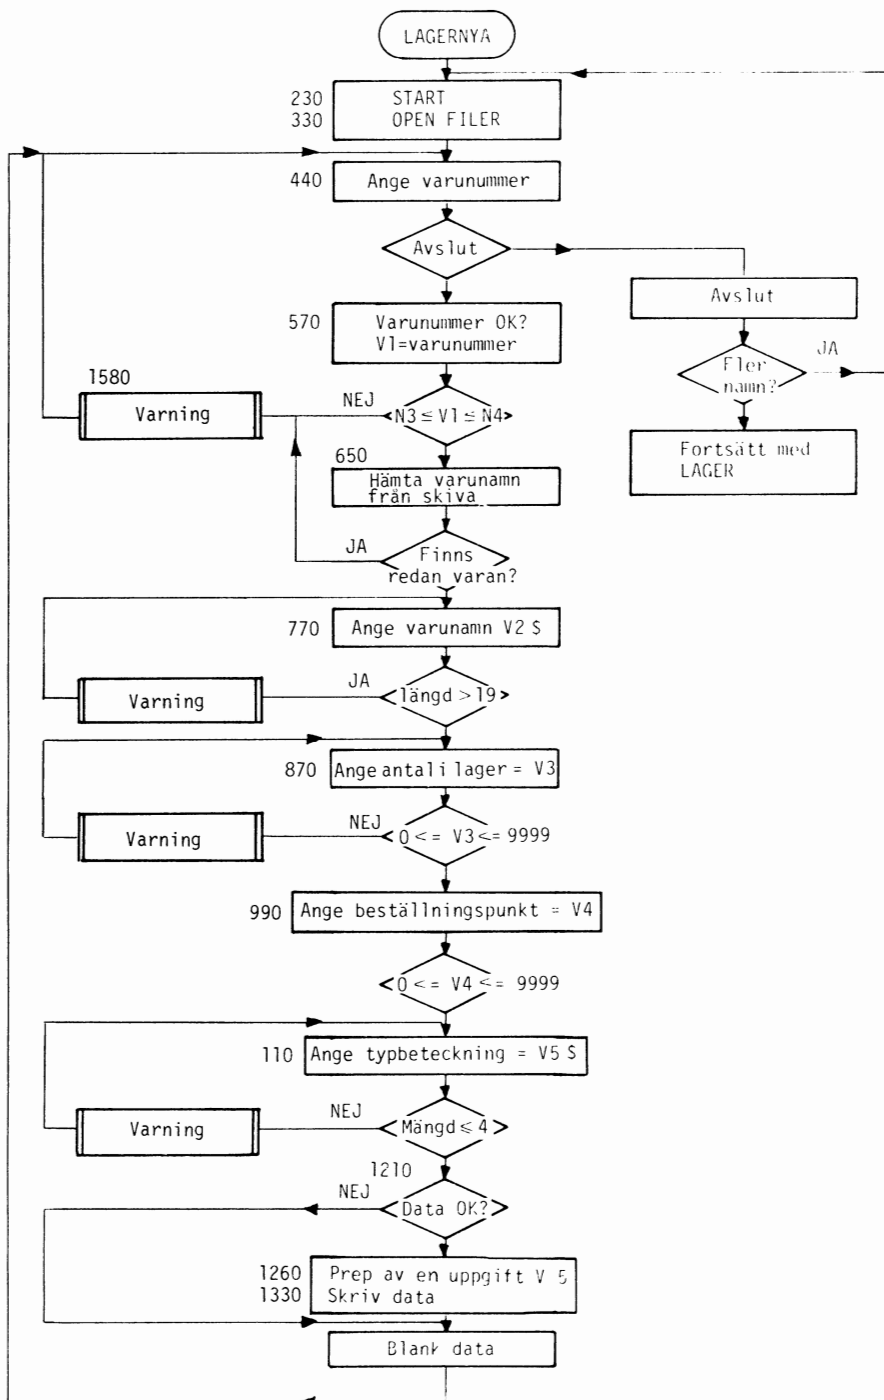 LAGERNYA
230 START
330 OPEN FILER
440 Ange varunummer
Avslut
Avslut
570 Varunummer OK?
V1=varunummer
Fler
namn?
JA
1580
Varning
NEJ
N3 ≤ V1 ≤ N4
Fortsätt med
LAGER
650
Hämta varunamn
från skiva
JA
Finns
redan varan?
770 Ange varunamn V2 $
JA
Varning
längd > 19
870 Ange antal i lager = V3
NEJ
Varning
0 <= V3 <= 9999
990 Ange beställningspunkt = V4
0 <= V4 <= 9999
110 Ange typbeteckning = V5 $
NEJ
Varning
Mängd ≤ 4
1210
NEJ
Data OK?
1260 Prep av en uppgift V 5
1330 Skriv data
Blank data